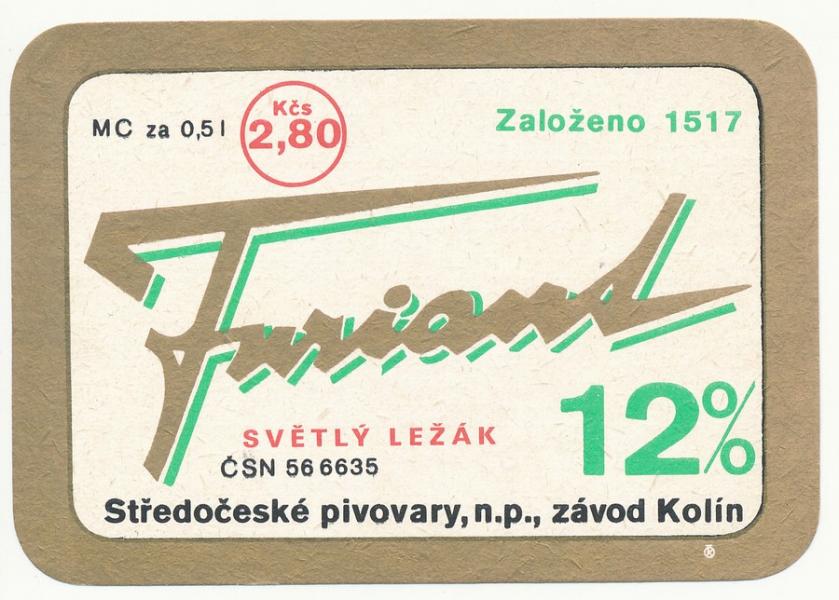 MC za 0,5 l
Kčs
2,80
Založeno 1517
Furiant
12%
SVĚTLÝ LEŽÁK
ČSN 56 6635
Středočeské pivovary, n.p., závod Kolín